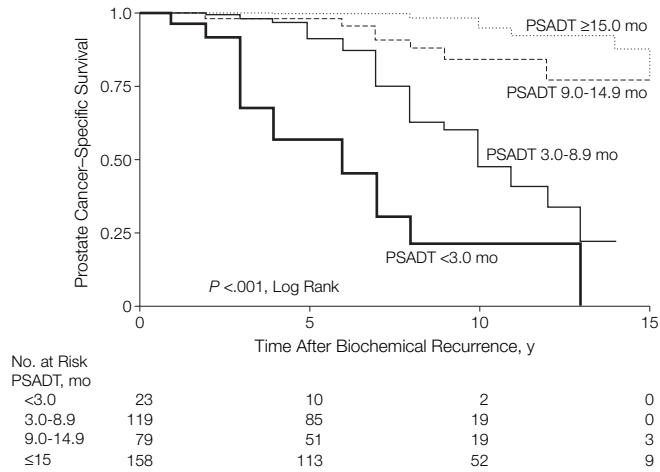 1.0
0.75
0.50
0.25
0
Prostate Cancer–Specific Survival
PSADT ≥15.0 mo
PSADT 9.0-14.9 mo
PSADT 3.0-8.9 mo
PSADT <3.0 mo
P <.001, Log Rank
0 5 10 15
Time After Biochemical Recurrence, y
No. at Risk
PSADT, mo
<3.0 23 10 2 0
3.0-8.9 119 85 19 0
9.0-14.9 79 51 19 3
≤15 158 113 52 9